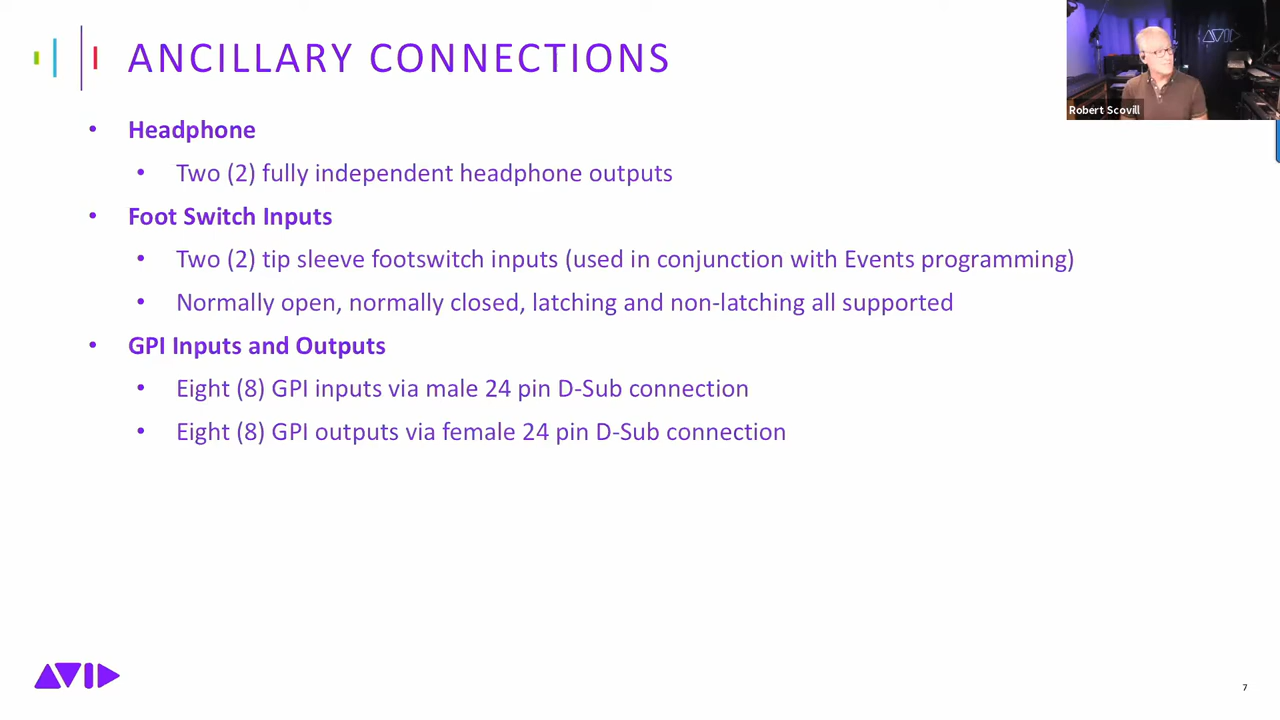 ANCILLARY CONNECTIONS
AVID
Robert Scovill
• Headphone
• Two (2) fully independent headphone outputs
• Foot Switch Inputs
• Two (2) tip sleeve footswitch inputs (used in conjunction with Events programming)
• Normally open, normally closed, latching and non-latching all supported
• GPI Inputs and Outputs
• Eight (8) GPI inputs via male 24 pin D-Sub connection
• Eight (8) GPI outputs via female 24 pin D-Sub connection
AVID
7